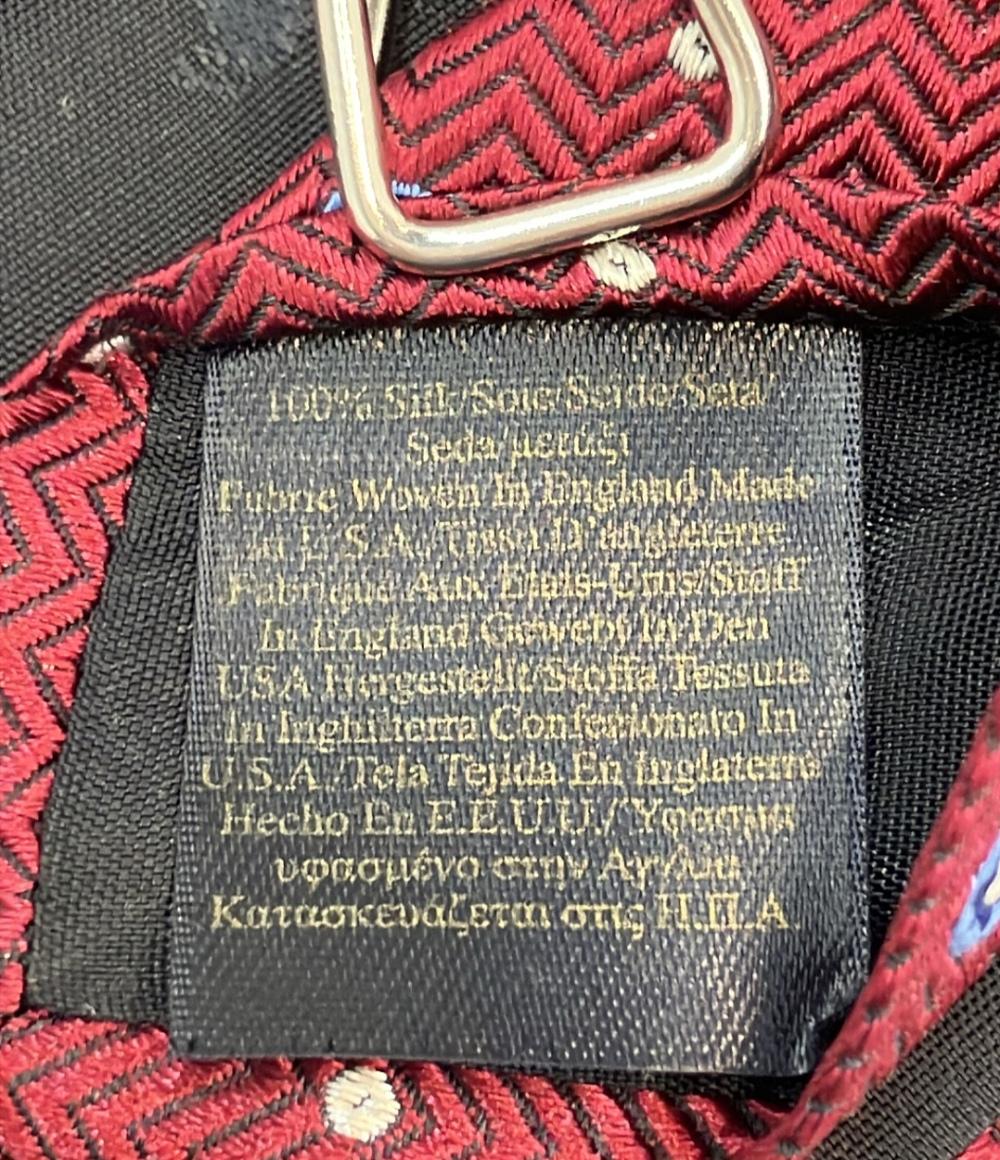 100% Silk/Soie/Seide/Seta/
Seda/μετάξι
Fabric Woven In England Made
In U.S.A./Tissu D'angleterre
Fabriqué Aux Etats-Unis/Stoff
In England Gewebt In Den
USA Hergestellt/Stoffa Tessuta
In Inghilterra Confezionato In
U.S.A./Tela Tejida En Inglaterra
Hecho En E.E.U.U./Υφασμα
υφασμένο στην Αγγλια
Κατασκευάζεται στις Η.Π.Α